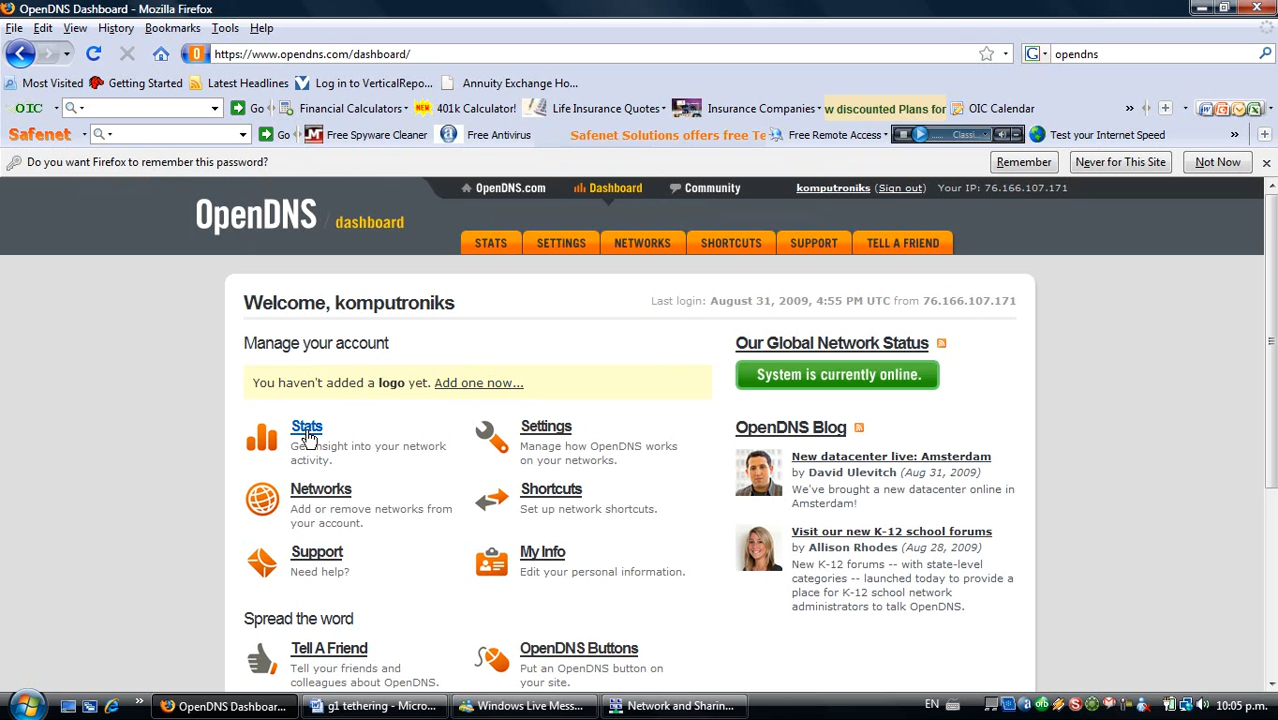 OpenDNS Dashboard - Mozilla Firefox
File Edit View History Bookmarks Tools Help
https://www.opendns.com/dashboard/ opendns
Most Visited Getting Started Latest Headlines Log in to VerticalRepo... Annuity Exchange Ho...
OIC Go Financial Calculators NEW 401k Calculator! Life Insurance Quotes Insurance Companies w discounted Plans for OIC Calendar »
Safenet Go Free Spyware Cleaner Free Antivirus Safenet Solutions offers free Te Free Remote Access Classi... Test your Internet Speed »
Do you want Firefox to remember this password? Remember Never for This Site Not Now
OpenDNS.com Dashboard Community komputroniks (Sign out) Your IP: 76.166.107.171
OpenDNS / dashboard
STATS SETTINGS NETWORKS SHORTCUTS SUPPORT TELL A FRIEND
Welcome, komputroniks Last login: August 31, 2009, 4:55 PM UTC from 76.166.107.171
Manage your account
You haven't added a logo yet. Add one now...
Stats
Get insight into your network
activity.
Settings
Manage how OpenDNS works
on your networks.
Networks
Add or remove networks from
your account.
Shortcuts
Set up network shortcuts.
Support
Need help?
My Info
Edit your personal information.
Spread the word
Tell A Friend
Tell your friends and
colleagues about OpenDNS.
OpenDNS Buttons
Put an OpenDNS button on
your site.
Our Global Network Status
System is currently online.
OpenDNS Blog
New datacenter live: Amsterdam
by David Ulevitch (Aug 31, 2009)
We've brought a new datacenter online in
Amsterdam!
Visit our new K-12 school forums
by Allison Rhodes (Aug 28, 2009)
New K-12 forums -- with state-level
categories -- launched today to provide a
place for K-12 school network
administrators to talk OpenDNS.
» OpenDNS Dashboar... g1 tethering - Micro... Windows Live Mess... Network and Sharin... EN 10:05 p.m.